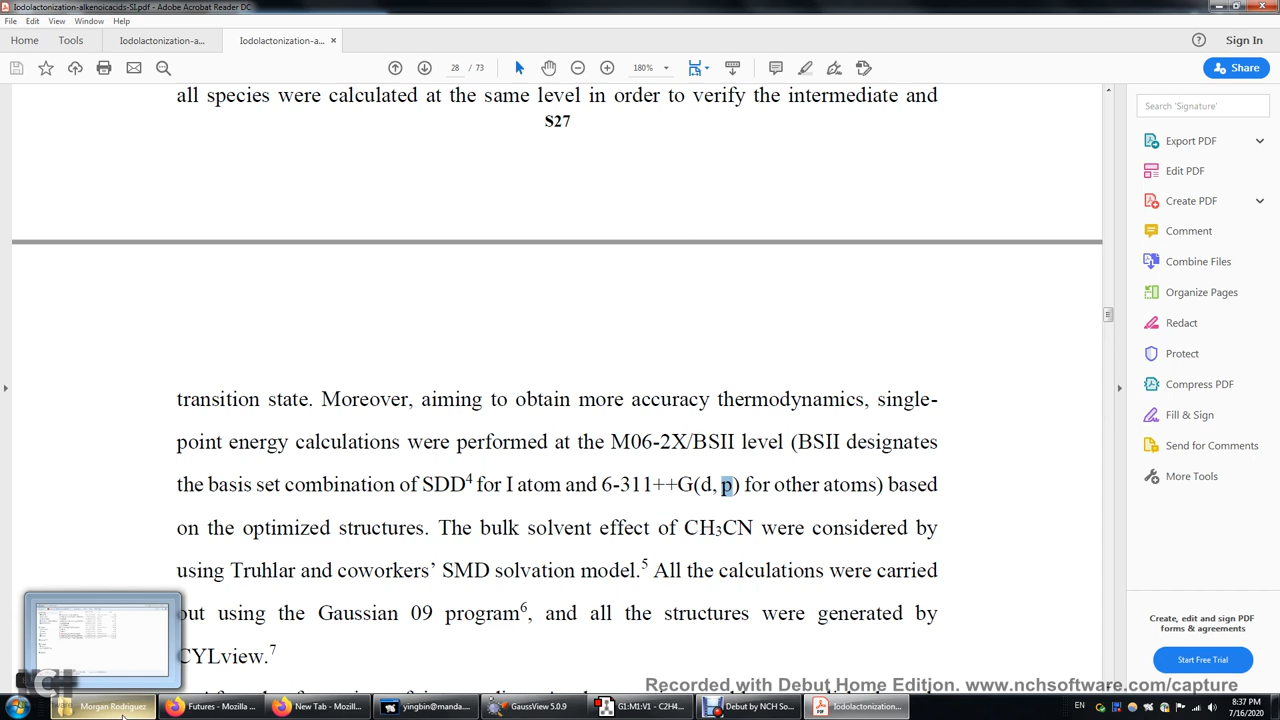 Iodolactonization-alkenoicacids-SI.pdf - Adobe Acrobat Reader DC
File Edit View Window Help
Home Tools Iodolactonization-a... Iodolactonization-a... × Sign In
28 / 73 180% Share
all species were calculated at the same level in order to verify the intermediate and
S27
transition state. Moreover, aiming to obtain more accuracy thermodynamics, single-
point energy calculations were performed at the M06-2X/BSII level (BSII designates
the basis set combination of SDD4 for I atom and 6-311++G(d, p) for other atoms) based
on the optimized structures. The bulk solvent effect of CH3CN were considered by
using Truhlar and coworkers’ SMD solvation model.5 All the calculations were carried
out using the Gaussian 09 program6, and all the structures were generated by
CYLview.7
Search 'Signature'
Export PDF
Edit PDF
Create PDF
Comment
Combine Files
Organize Pages
Redact
Protect
Compress PDF
Fill & Sign
Send for Comments
More Tools
Create, edit and sign PDF
forms & agreements
Start Free Trial
NCH
Recorded with Debut Home Edition. www.nchsoftware.com/capture
Morgan Rodriguez Futures - Mozilla ... New Tab - Mozilla... yingbin@manda.... GaussView 5.0.9 G1:M1:V1 - C2H4... Debut by NCH So... Iodolactonization... EN 8:37 PM
7/16/2020